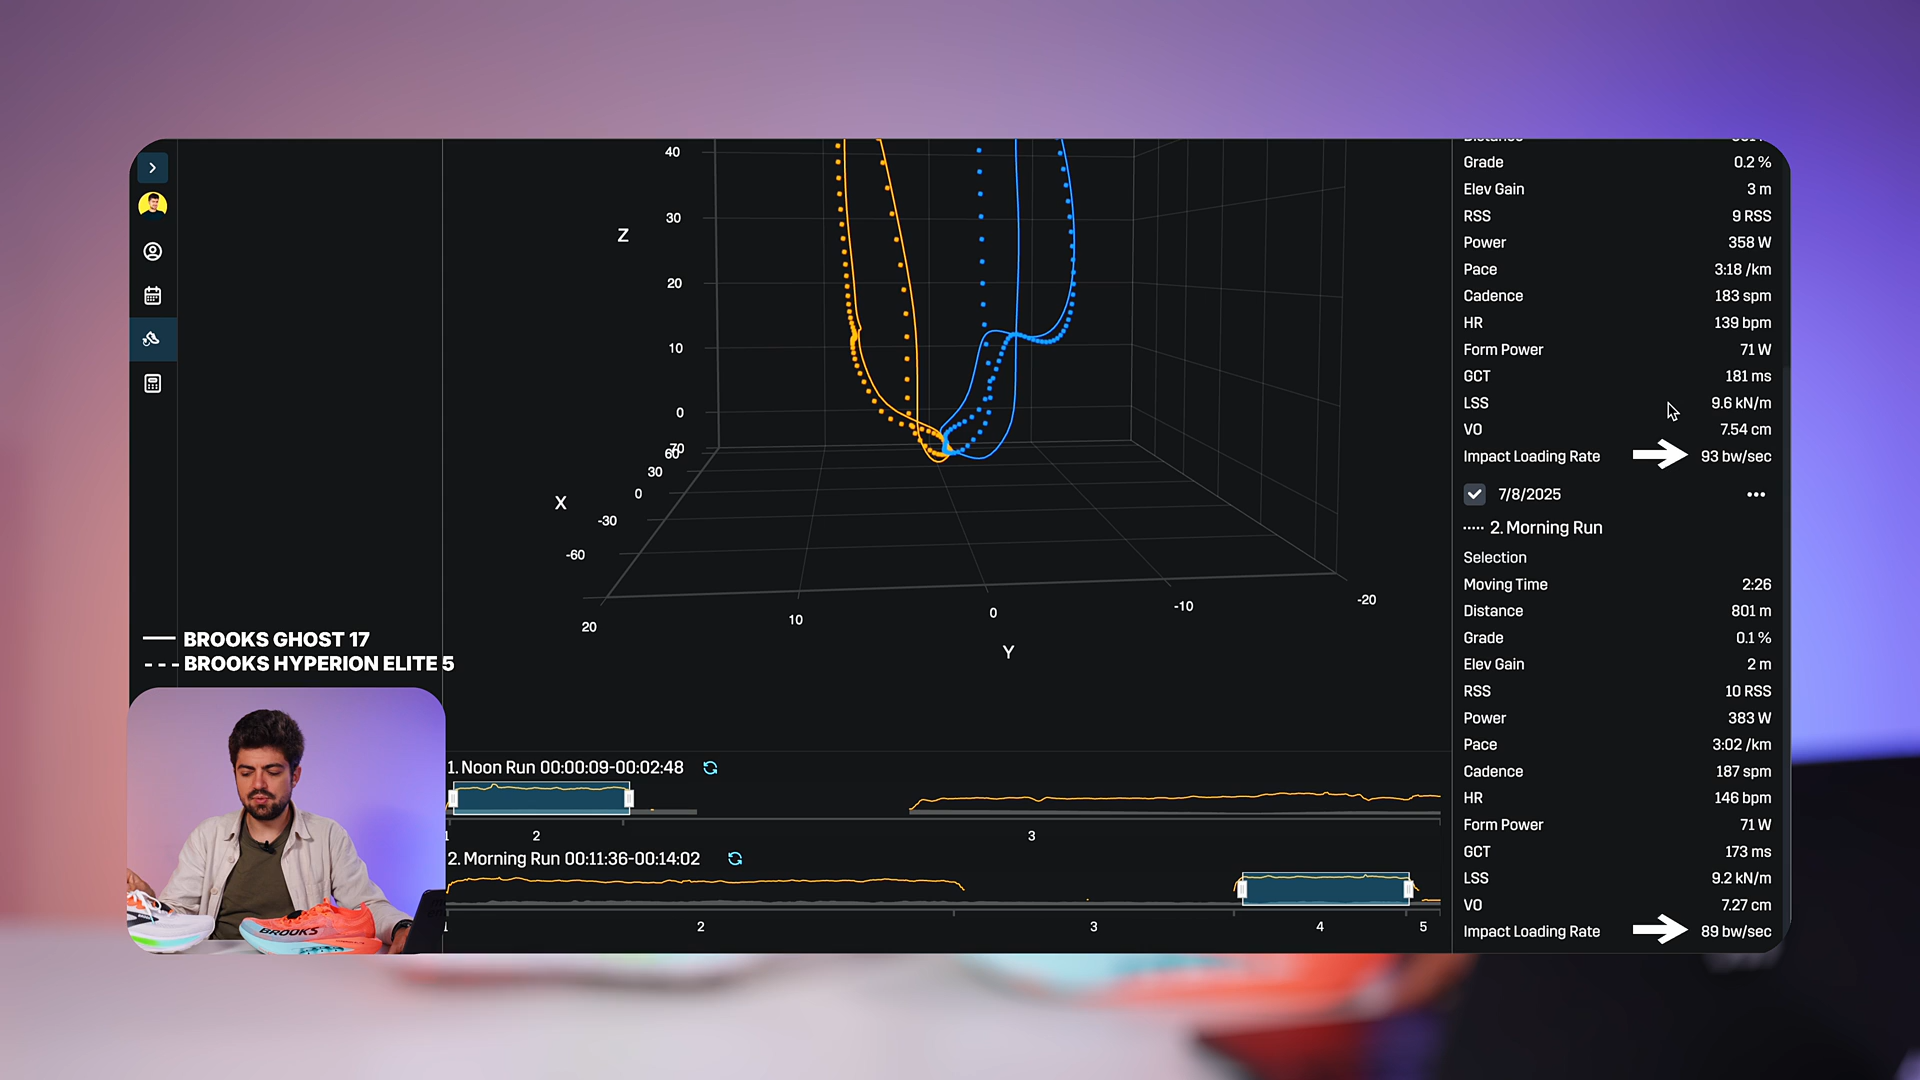 40
30
20
10
0
Z
70
60
30
0
-30
-60
X
20
10
0
-10
-20
Y
BROOKS GHOST 17
BROOKS HYPERION ELITE 5
BROOKS
1. Noon Run 00:00:09-00:02:48
1 2 3
2. Morning Run 00:11:36-00:14:02
1 2 3 4 5
Distance
Grade 0.2 %
Elev Gain 3 m
RSS 9 RSS
Power 358 W
Pace 3:18 /km
Cadence 183 spm
HR 139 bpm
Form Power 71 W
GCT 181 ms
LSS 9.6 kN/m
VO 7.54 cm
Impact Loading Rate 93 bw/sec
7/8/2025
2. Morning Run
Selection
Moving Time 2:26
Distance 801 m
Grade 0.1 %
Elev Gain 2 m
RSS 10 RSS
Power 383 W
Pace 3:02 /km
Cadence 187 spm
HR 146 bpm
Form Power 71 W
GCT 173 ms
LSS 9.2 kN/m
VO 7.27 cm
Impact Loading Rate 89 bw/sec